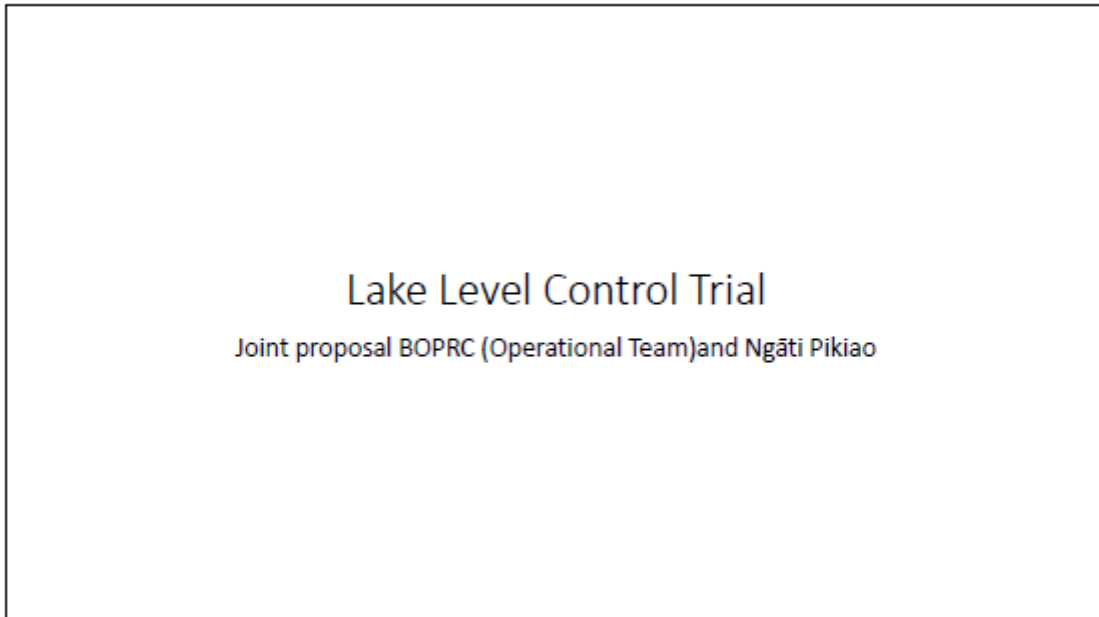 Lake Level Control Trial
Joint proposal BOPRC (Operational Team)and Ngāti Pikiao